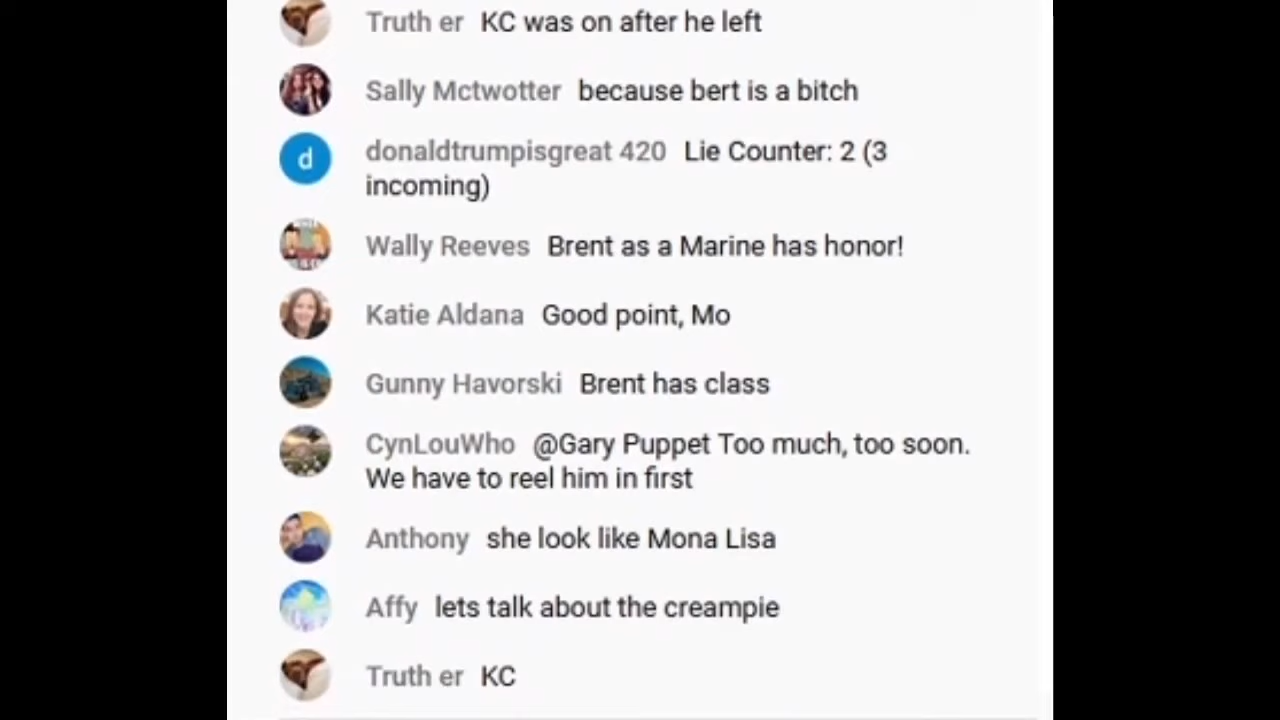 Truth er KC was on after he left
Sally Mctwotter because bert is a bitch
d donaldtrumpisgreat 420 Lie Counter: 2 (3
incoming)
Wally Reeves Brent as a Marine has honor!
Katie Aldana Good point, Mo
Gunny Havorski Brent has class
CynLouWho @Gary Puppet Too much, too soon.
We have to reel him in first
Anthony she look like Mona Lisa
Affy lets talk about the creampie
Truth er KC